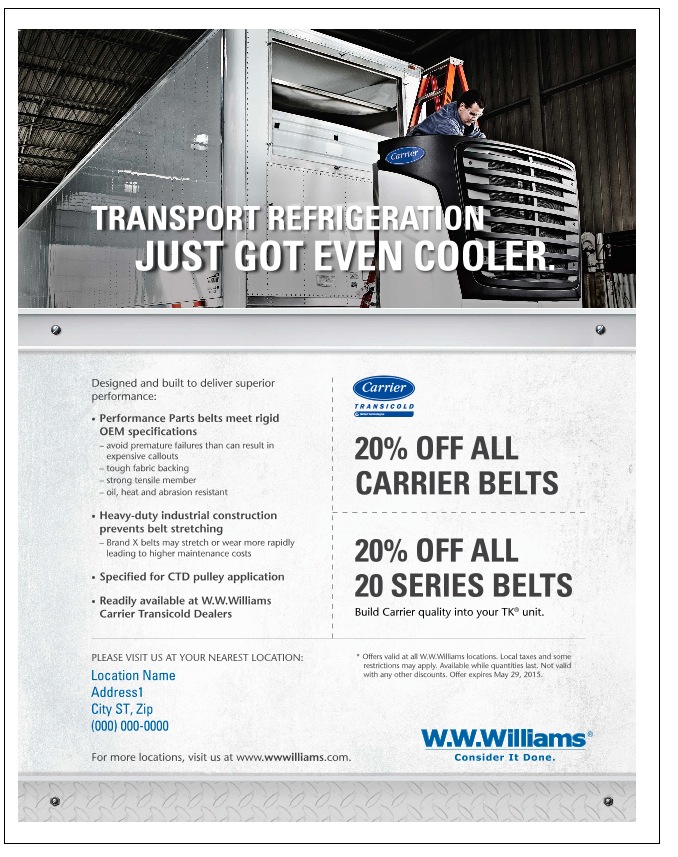 Carrier
TRANSPORT REFRIGERATION
JUST GOT EVEN COOLER.
Designed and built to deliver superior
performance:
• Performance Parts belts meet rigid
OEM specifications
– avoid premature failures than can result in
expensive callouts
– tough fabric backing
– strong tensile member
– oil, heat and abrasion resistant
• Heavy-duty industrial construction
prevents belt stretching
– Brand X belts may stretch or wear more rapidly
leading to higher maintenance costs
• Specified for CTD pulley application
• Readily available at W.W.Williams
Carrier Transicold Dealers
Carrier
TRANSICOLD
20% OFF ALL
CARRIER BELTS
20% OFF ALL
20 SERIES BELTS
Build Carrier quality into your TK® unit.
PLEASE VISIT US AT YOUR NEAREST LOCATION:
Location Name
Address1
City ST, Zip
(000) 000-0000
For more locations, visit us at www.wwwilliams.com.
* Offers valid at all W.W.Williams locations. Local taxes and some
restrictions may apply. Available while quantities last. Not valid
with any other discounts. Offer expires May 29, 2015.
W.W.Williams®
Consider It Done.